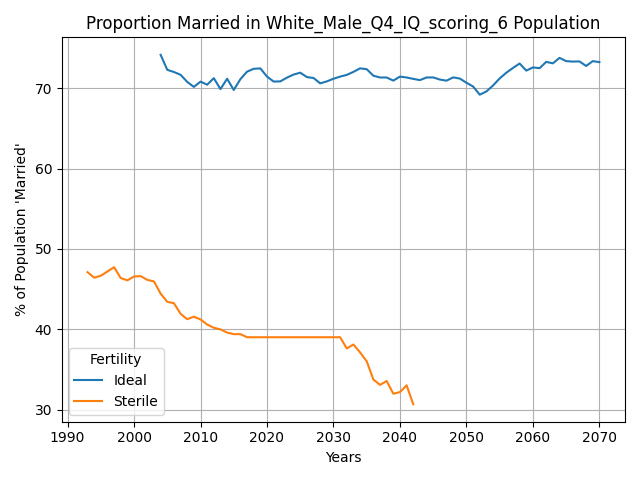 Proportion Married in White_Male_Q4_IQ_scoring_6 Population
% of Population 'Married'
70
60
50
40
30
Fertility
Ideal
Sterile
1990 2000 2010 2020 2030 2040 2050 2060 2070
Years